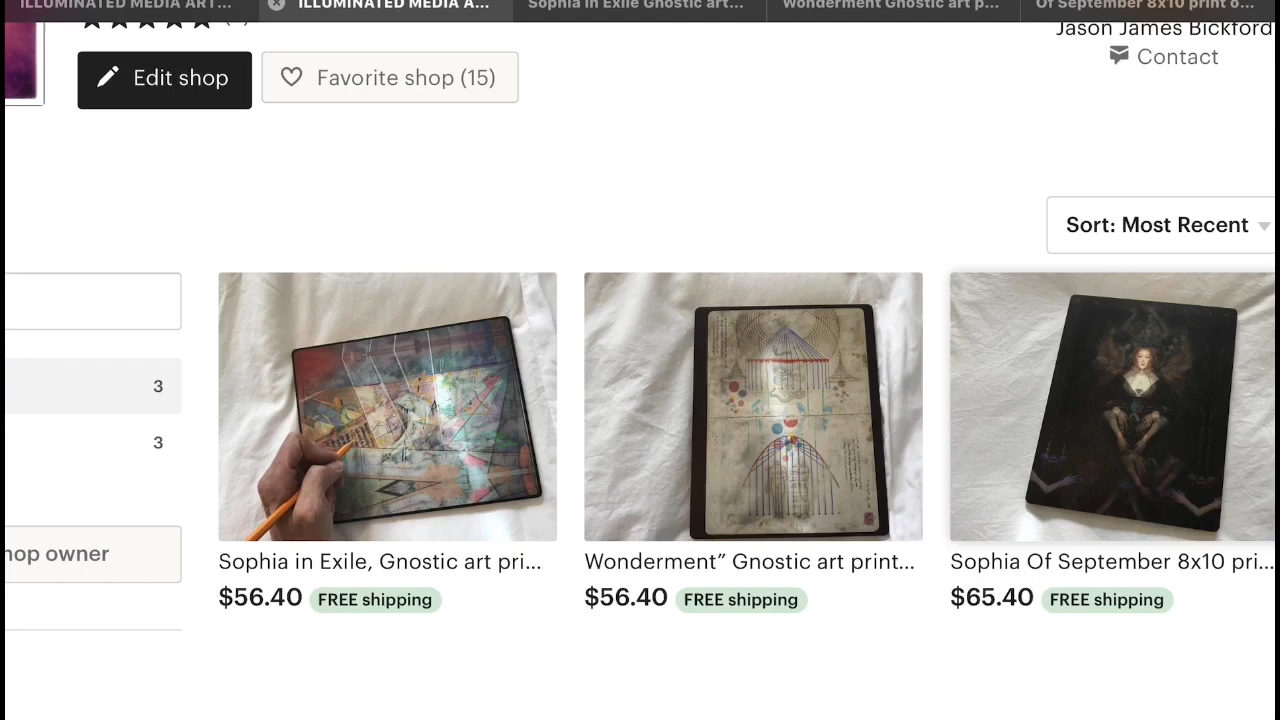 ILLUMINATED MEDIA ART...
ILLUMINATED MEDIA A...
Sophia in Exile Gnostic art...
Wonderment Gnostic art p...
Of September 8x10 print o...
Jason James Bickford
Contact
Edit shop
Favorite shop (15)
Sort: Most Recent
3
3
hop owner
Sophia in Exile, Gnostic art pri...
$56.40 FREE shipping
Wonderment” Gnostic art print...
$56.40 FREE shipping
Sophia Of September 8x10 pri...
$65.40 FREE shipping